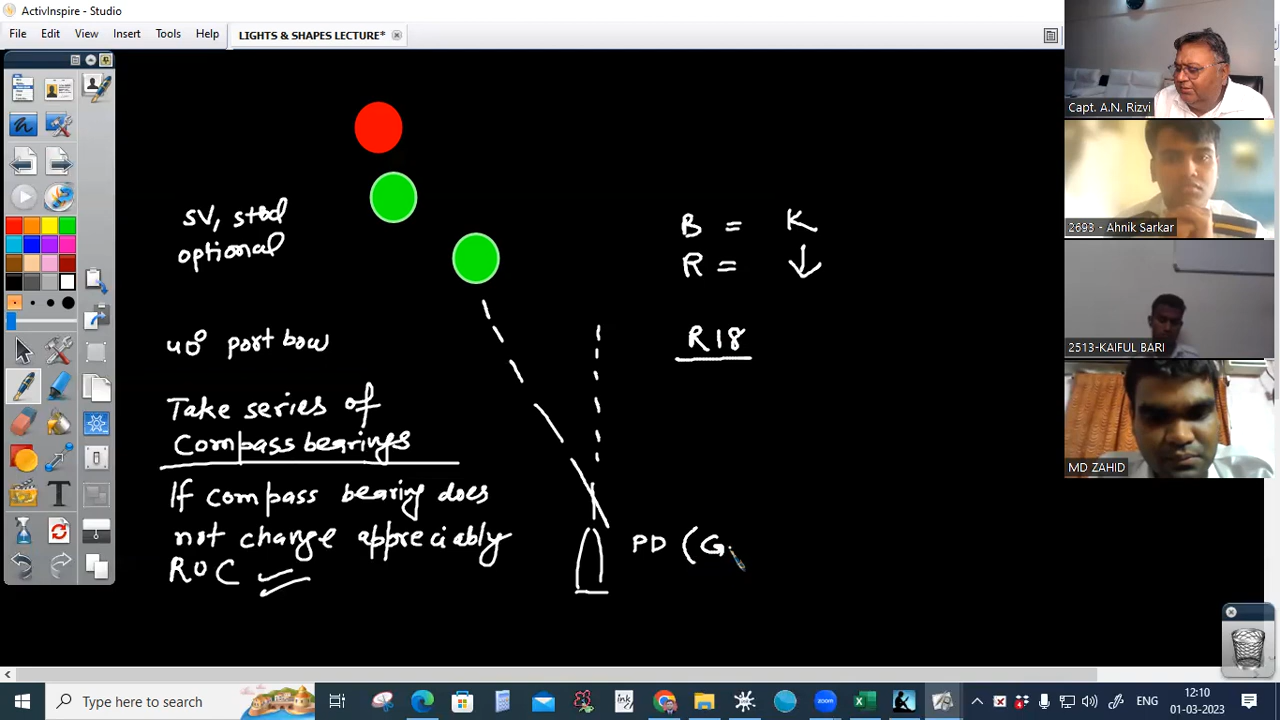 ActivInspire - Studio
File Edit View Insert Tools Help
LIGHTS & SHAPES LECTURE*
SV, stbd
optional
40° port bow
Take series of
Compass bearings
If compass bearing does
not change appreciably
ROC
B = K
R = ↓
R18
PD (G.
Capt. A.N. Rizvi
2693 - Ahnik Sarkar
2513-KAIFUL BARI
MD ZAHID
Type here to search
ink
zoom
ENG
12:10
01-03-2023